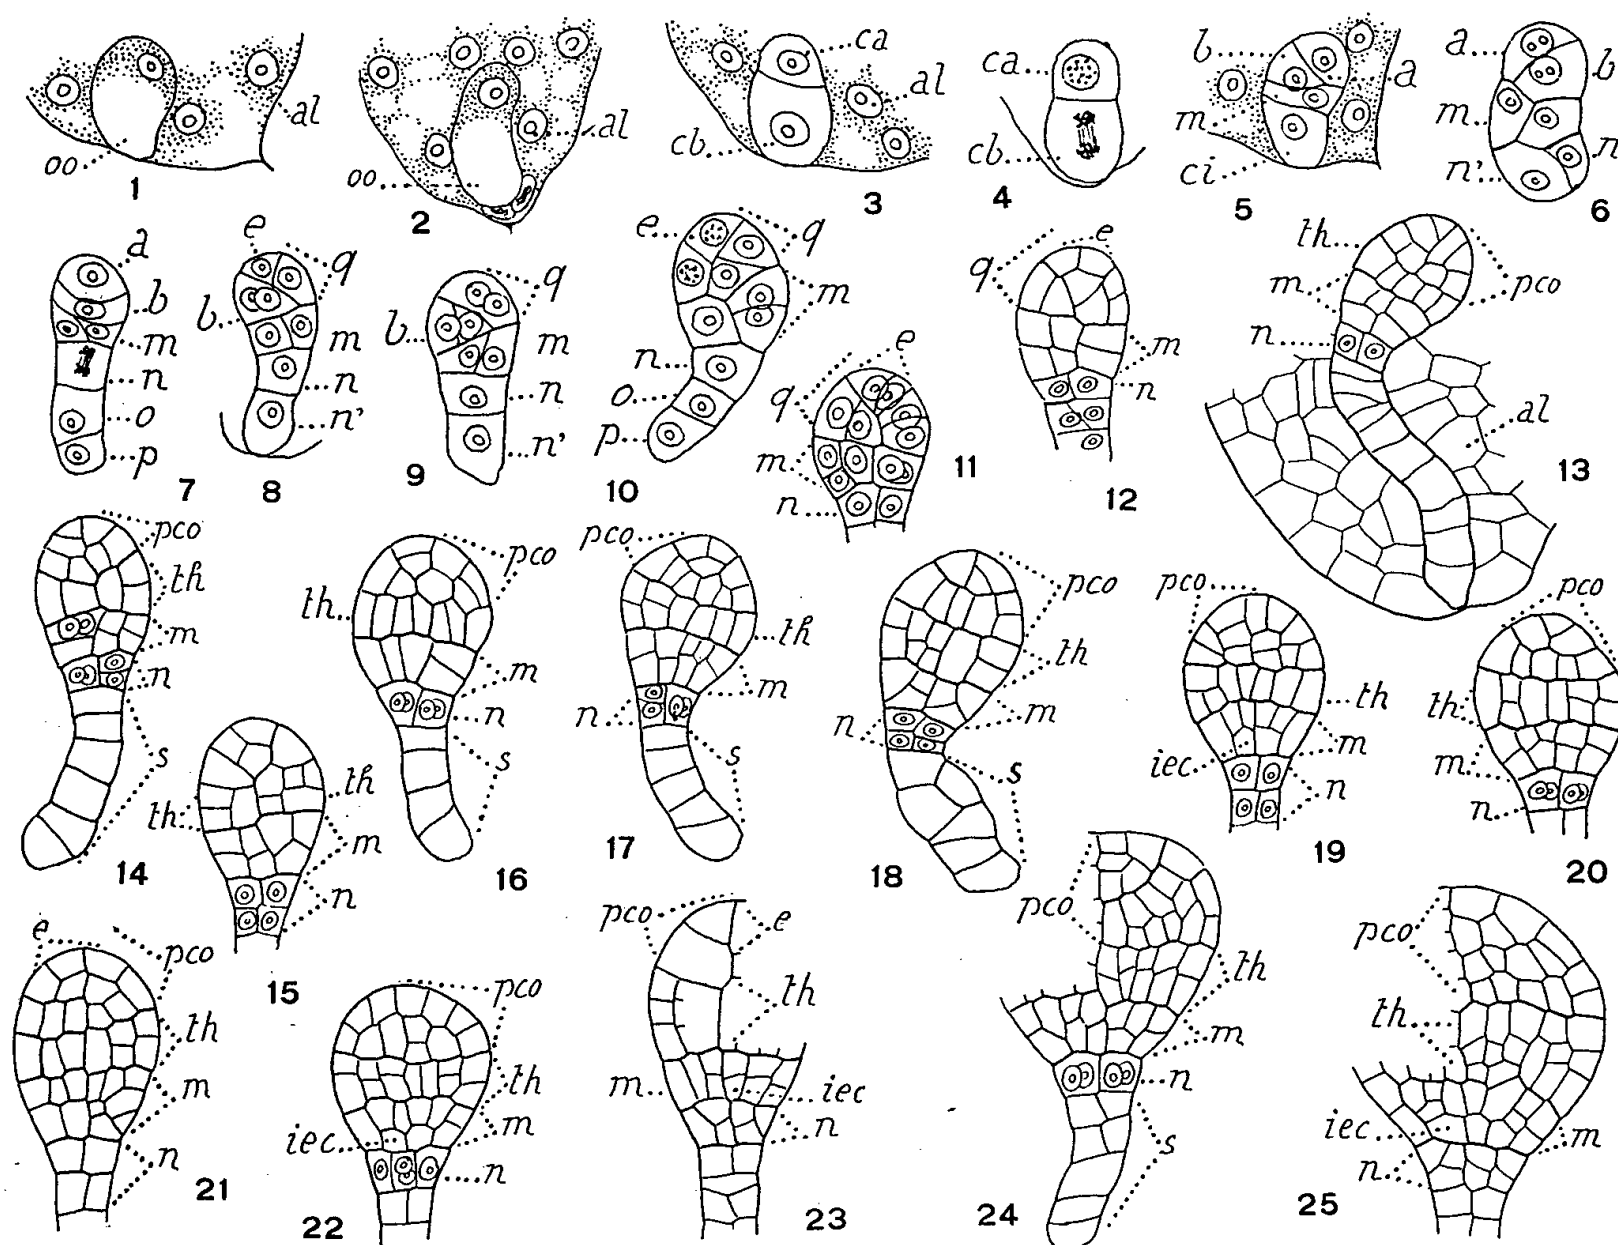 oo al 1
oo al 2
ca al cb 3
ca cb 4
b a m ci 5
a b m n n' 6
a b m n o p 7
e q b m n n' 8
q b m n n' 9
e q m n o p 10
e q m n 11
q e m n 12
th pco m n al 13
pco th m n s 14
th th m n 15
pco th m n s 16
pco th n m s 17
pco th m n s 18
pco th m iec n 19
pco th m n 20
e pco th m n 21
pco th m iec n 22
pco e th m iec n 23
pco th m n s 24
pco th iec m n 25